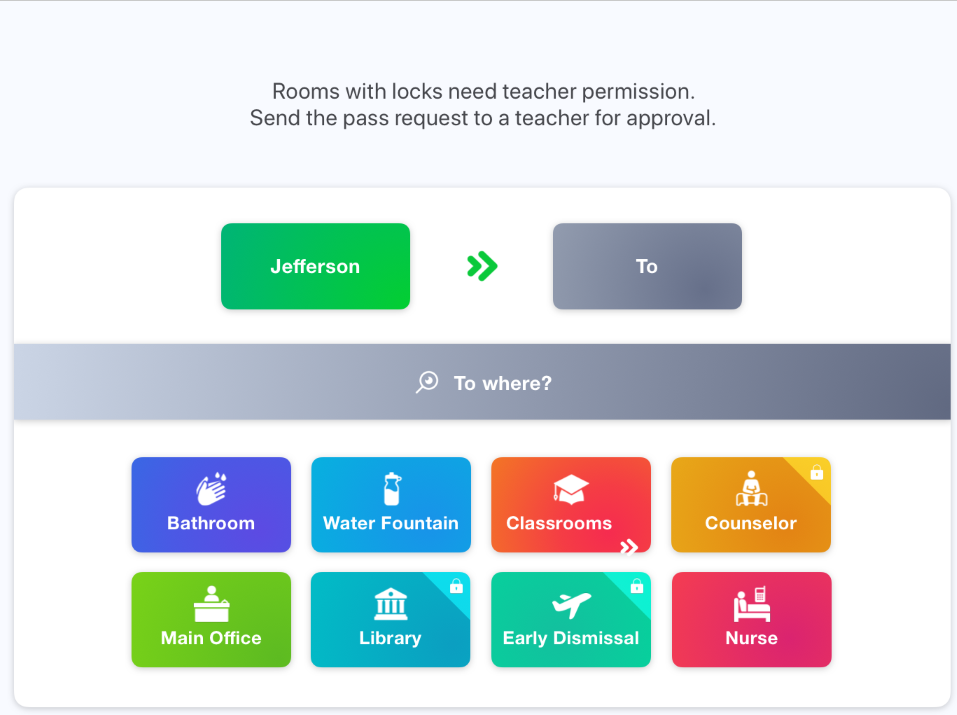 Rooms with locks need teacher permission.
Send the pass request to a teacher for approval.
Jefferson
To
To where?
Bathroom
Water Fountain
Classrooms
Counselor
Main Office
Library
Early Dismissal
Nurse